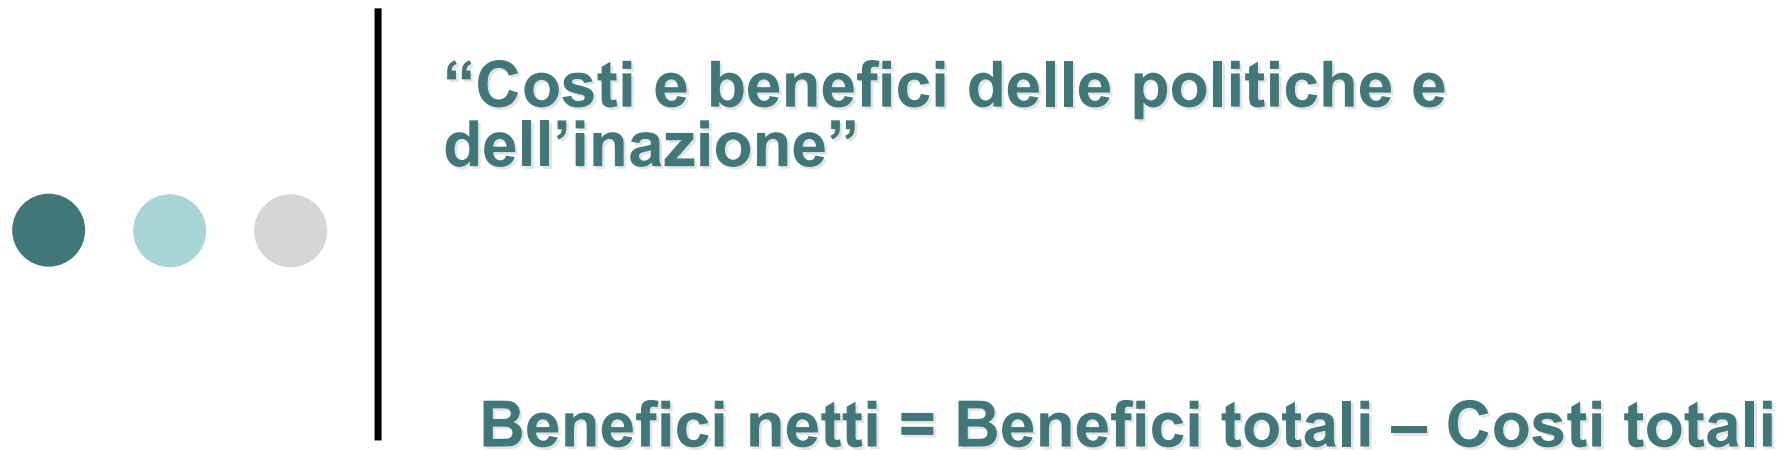 “Costi e benefici delle politiche e
dell’inazione”
Benefici netti = Benefici totali – Costi totali